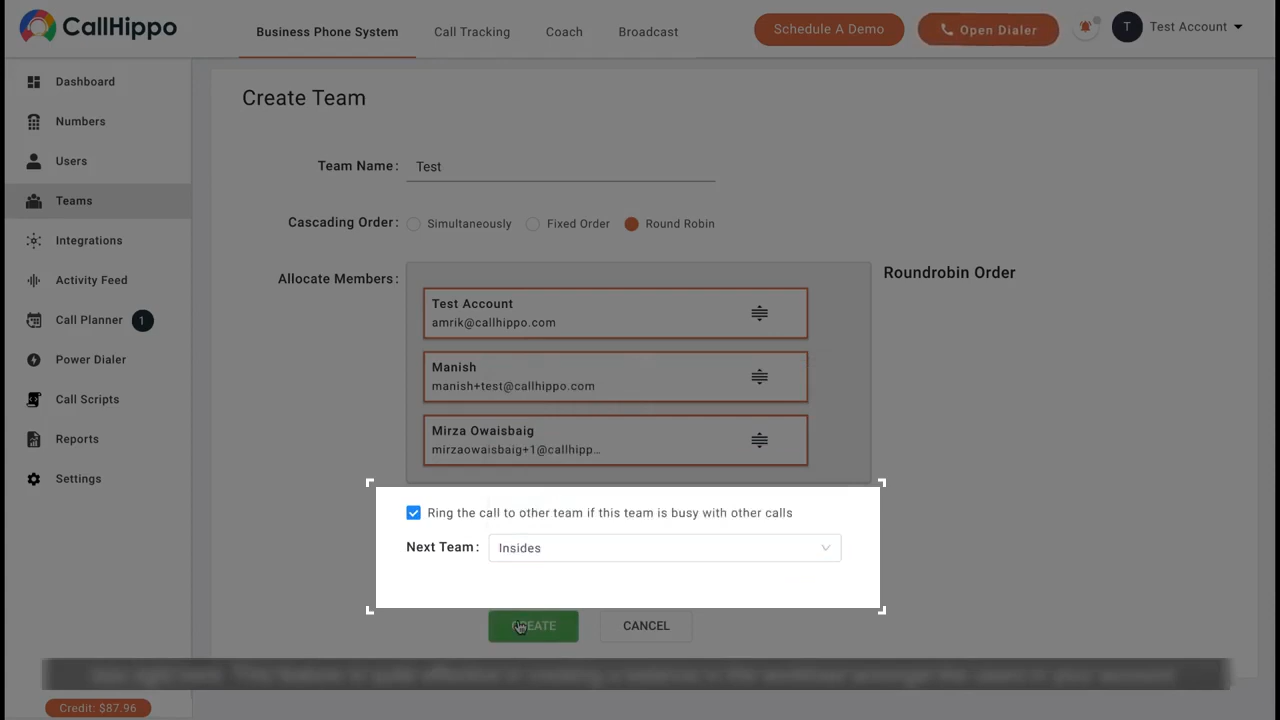 CallHippo
Business Phone System
Call Tracking
Coach
Broadcast
Schedule A Demo
Open Dialer
T
Test Account
Dashboard
Numbers
Users
Teams
Integrations
Activity Feed
Call Planner
1
Power Dialer
Call Scripts
Reports
Settings
Credit: $87.96
Create Team
Team Name :
Test
Cascading Order :
Simultaneously
Fixed Order
Round Robin
Allocate Members :
Test Account
amrik@callhippo.com
Manish
manish+test@callhippo.com
Mirza Owaisbaig
mirzaowaisbaig+1@callhipp...
Roundrobin Order
Ring the call to other team if this team is busy with other calls
Next Team :
Insides
CREATE
CANCEL